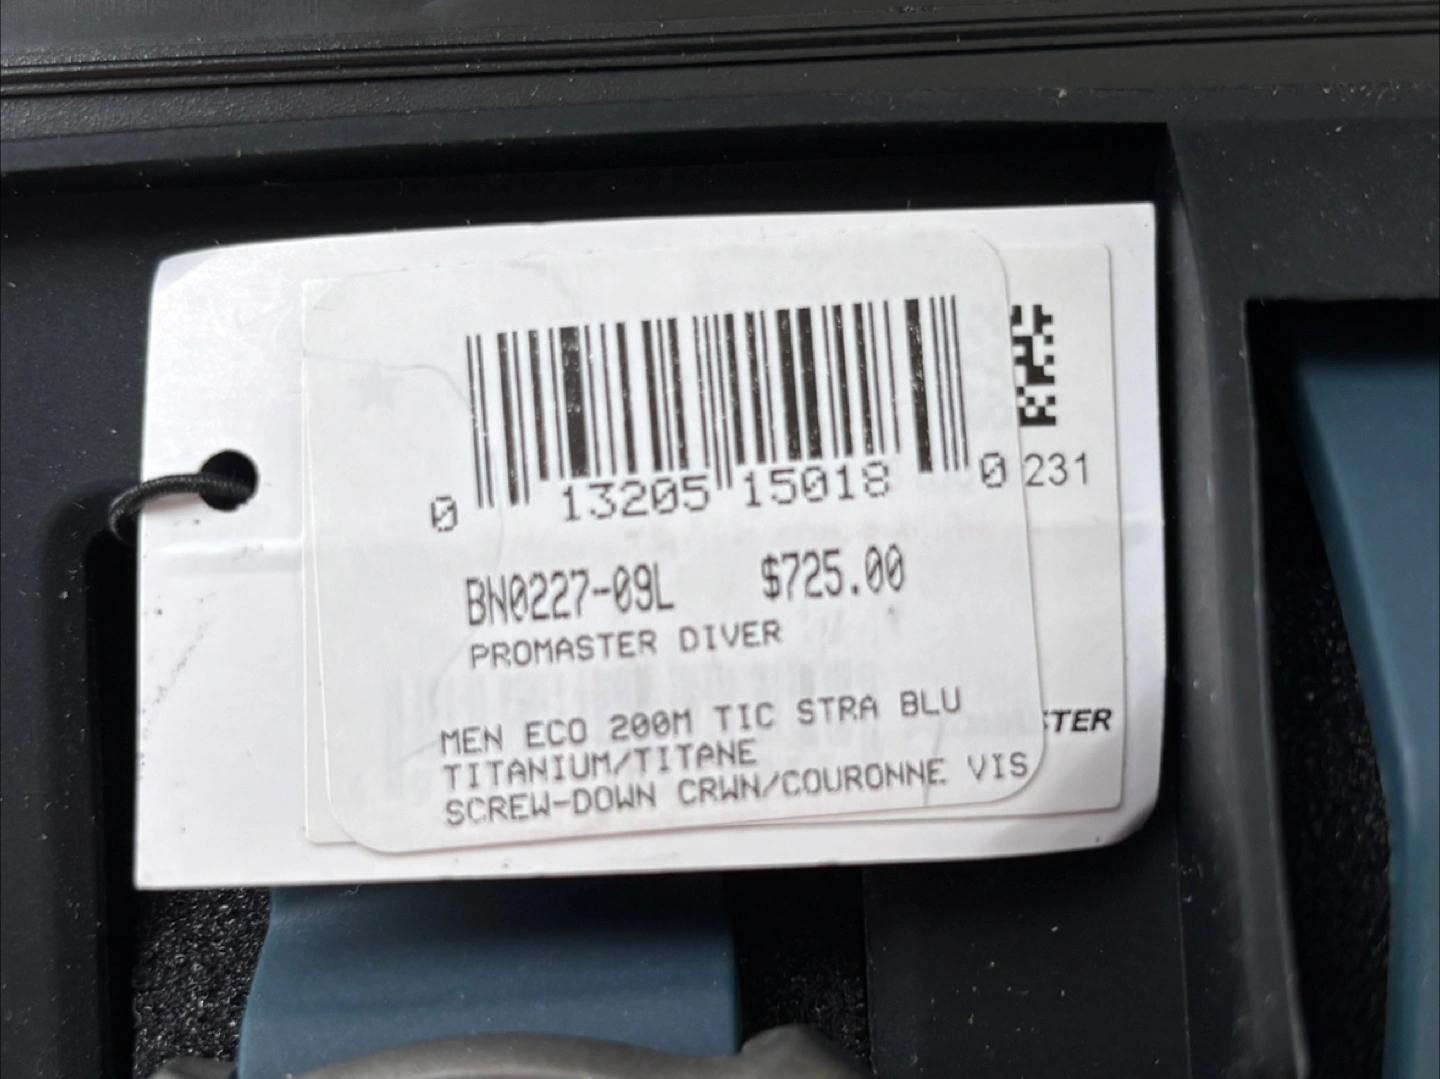 0 13205 15018 0
231
BN0227-09L $725.00
PROMASTER DIVER
MEN ECO 200M TIC STRA BLU
TITANIUM/TITANE
STER
SCREW-DOWN CRWN/COURONNE VIS